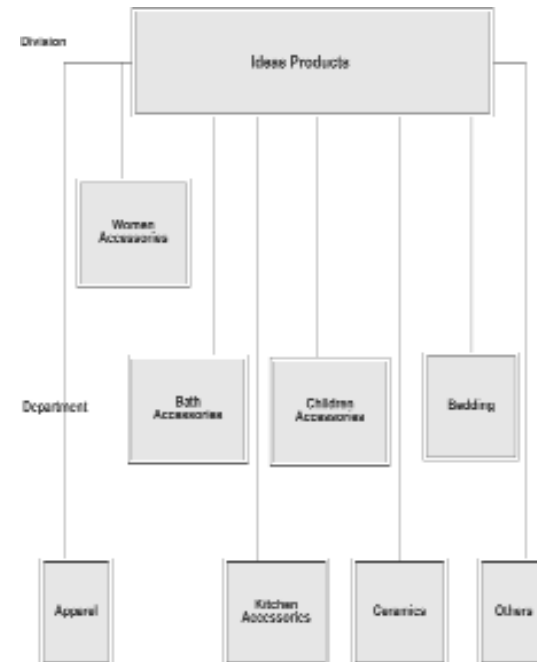 Division
Ideas Products
Women
Accessories
Department
Bath
Accessories
Children
Accessories
Bedding
Apparel
Kitchen
Accessories
Ceramics
Others